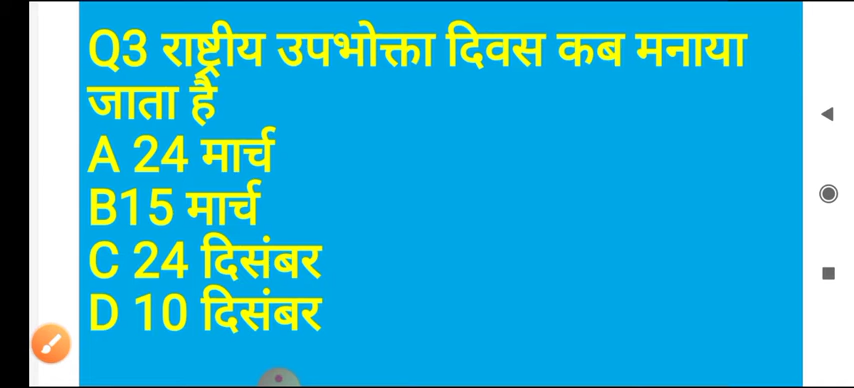 Q3 राष्ट्रीय उपभोक्ता दिवस कब मनाया
जाता है
A 24 मार्च
B15 मार्च
C 24 दिसंबर
D 10 दिसंबर